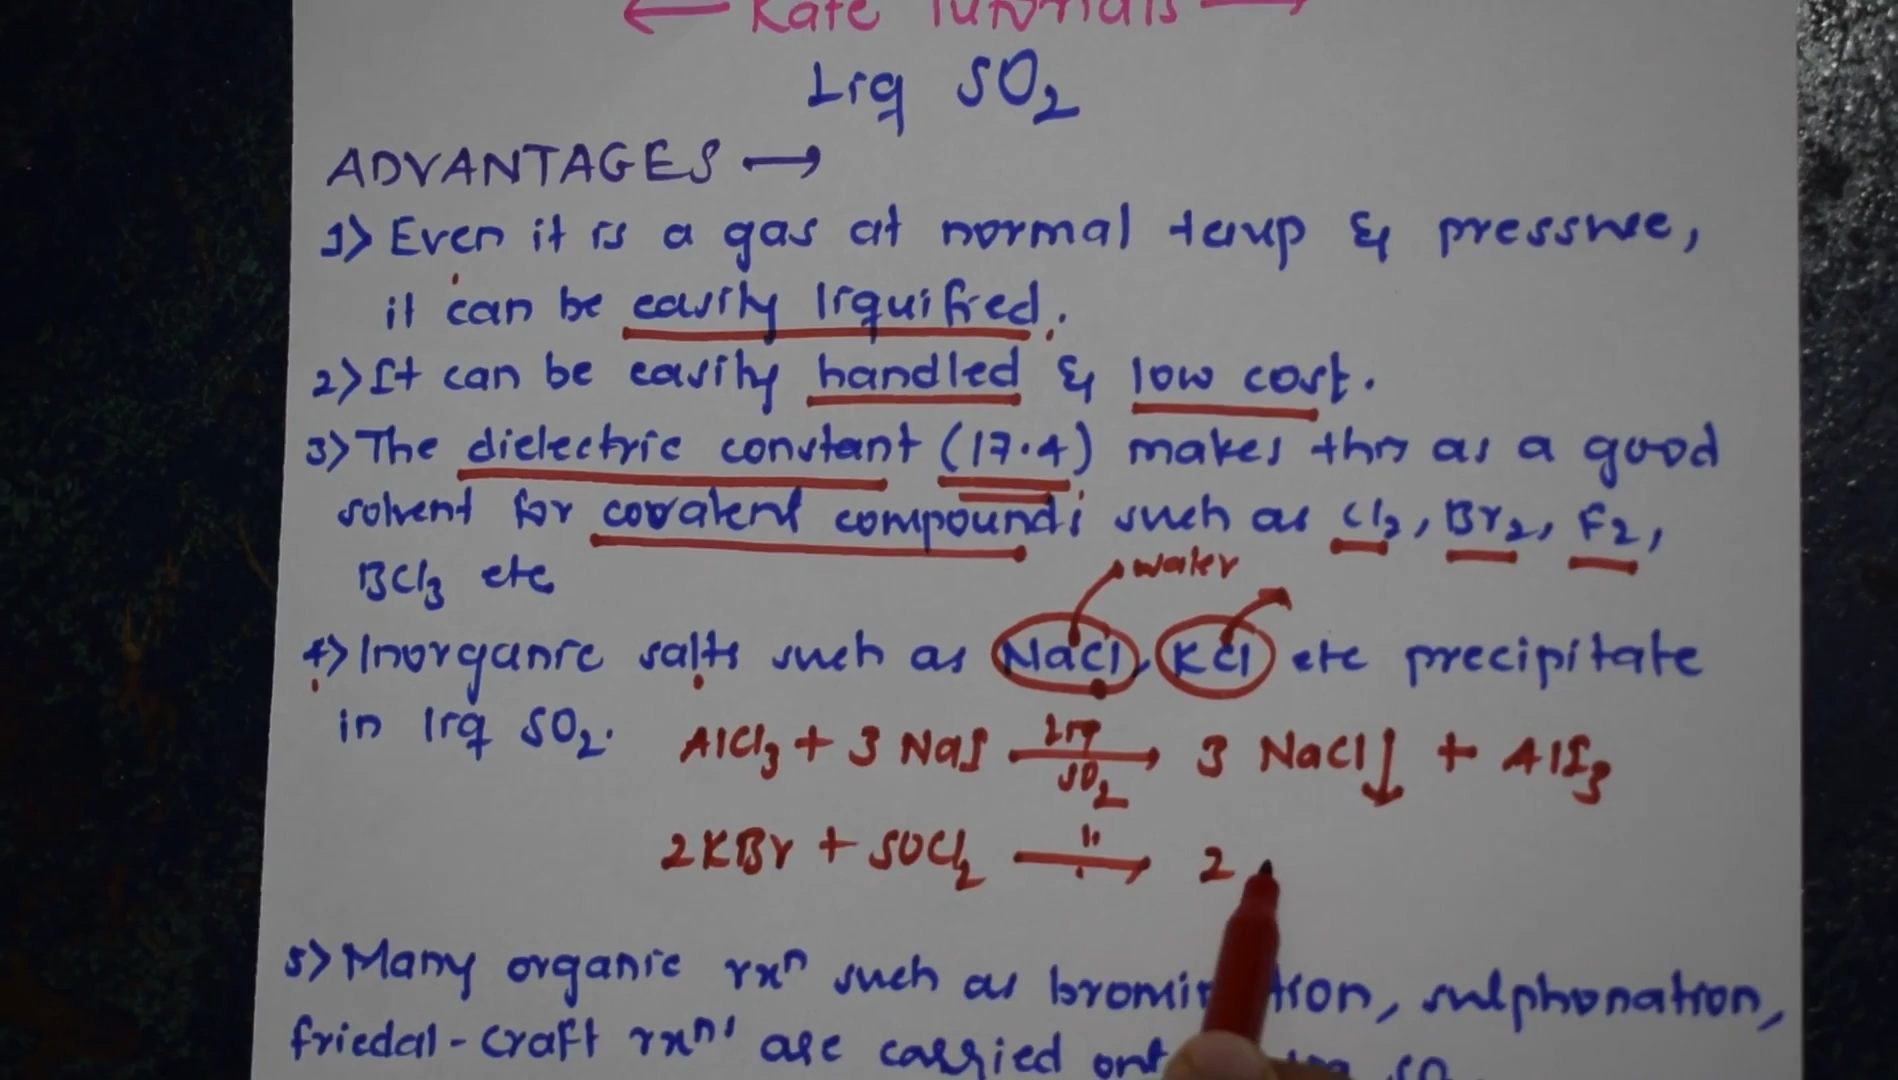 ← Kate Tutorials →
Liq SO2
ADVANTAGES →
1) Even it is a gas at normal temp & pressure,
it can be easily liquified.
2) It can be easily handled & low cost.
3) The dielectric constant (17.4) makes this as a good
solvent for covalent compounds such as Cl2, Br2, F2,
BCl3 etc
water
4) Inorganic salts such as NaCl, KCl etc precipitate
in liq SO2.
AlCl3 + 3 NaI Liq SO2 → 3 NaCl↓ + AlI3
2KBr + SOCl2 " → 2
5) Many organic rxn such as bromi tion, sulphonation,
friedal-craft rxns are carried out